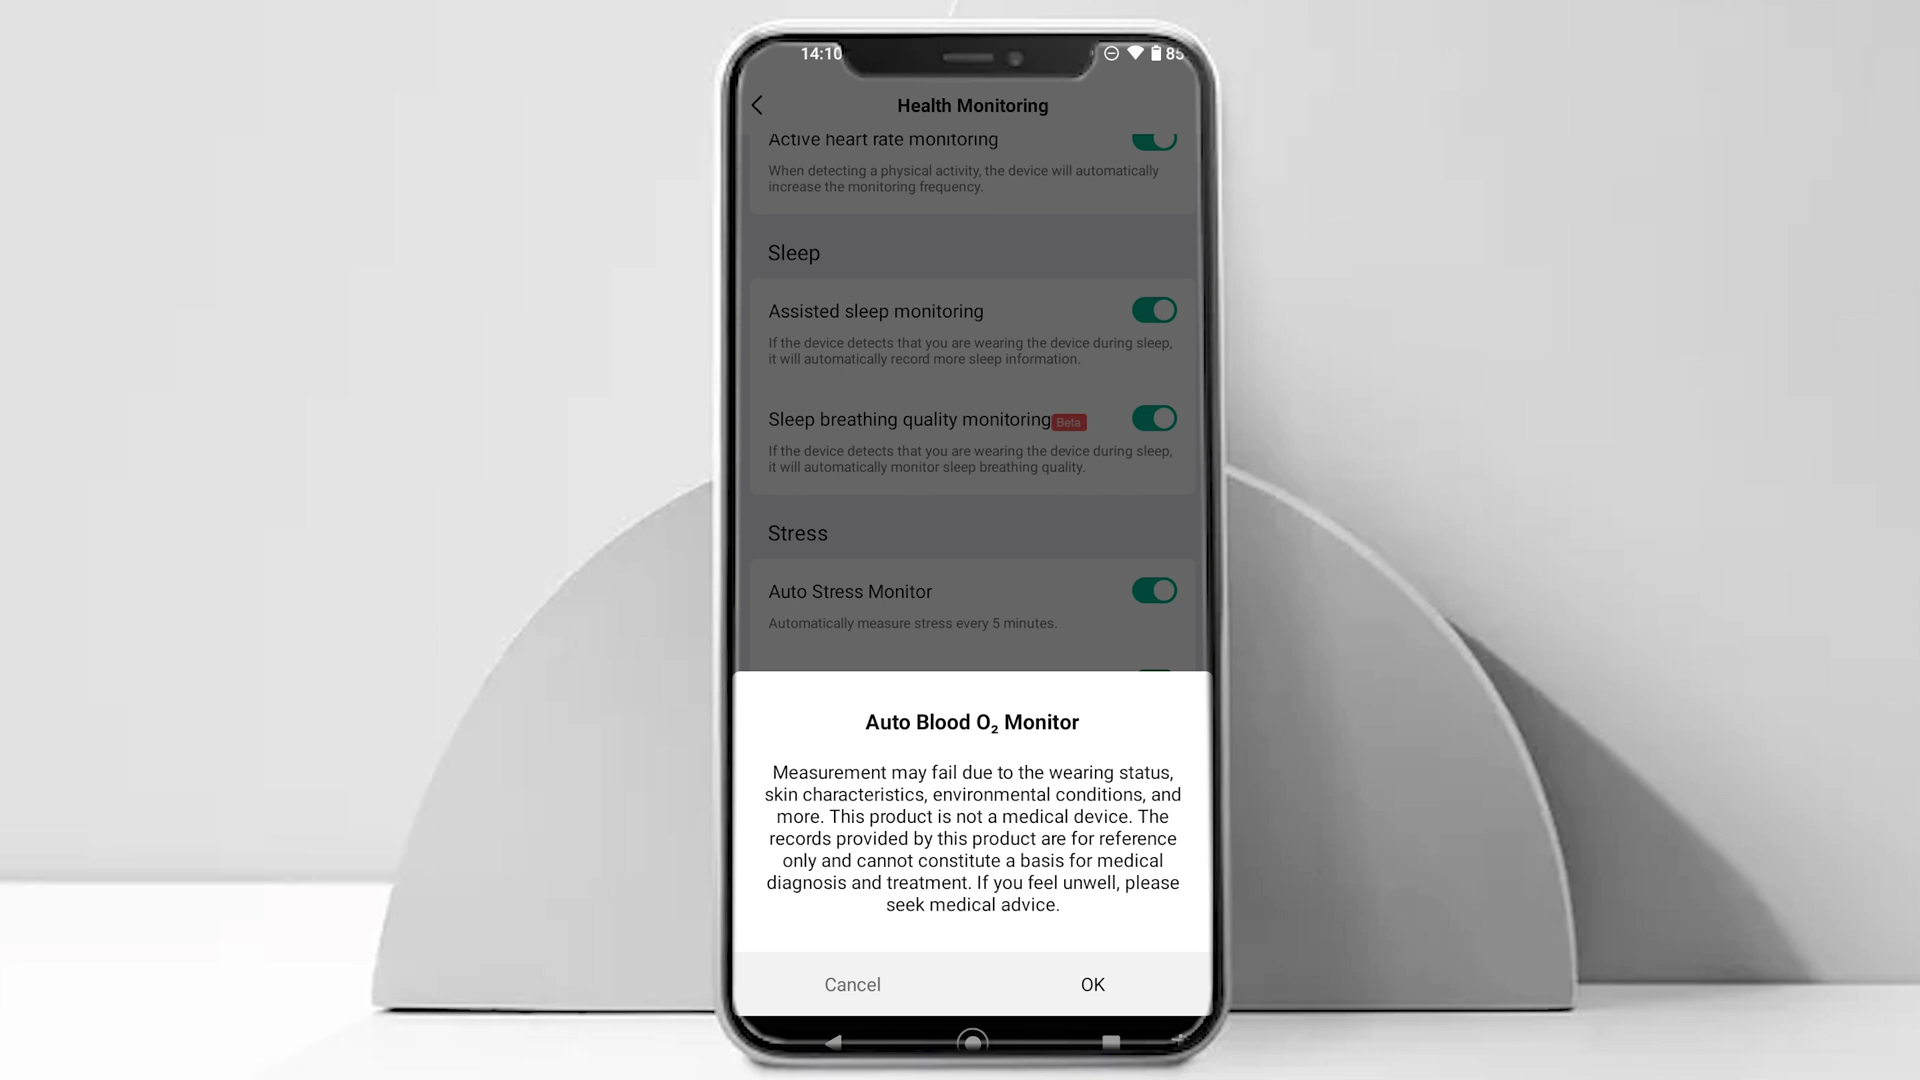 14:10
85
Health Monitoring
Active heart rate monitoring
When detecting a physical activity, the device will automatically
increase the monitoring frequency.
Sleep
Assisted sleep monitoring
If the device detects that you are wearing the device during sleep,
it will automatically record more sleep information.
Sleep breathing quality monitoring Beta
If the device detects that you are wearing the device during sleep,
it will automatically monitor sleep breathing quality.
Stress
Auto Stress Monitor
Automatically measure stress every 5 minutes.
Auto Blood O₂ Monitor
Measurement may fail due to the wearing status,
skin characteristics, environmental conditions, and
more. This product is not a medical device. The
records provided by this product are for reference
only and cannot constitute a basis for medical
diagnosis and treatment. If you feel unwell, please
seek medical advice.
Cancel
OK